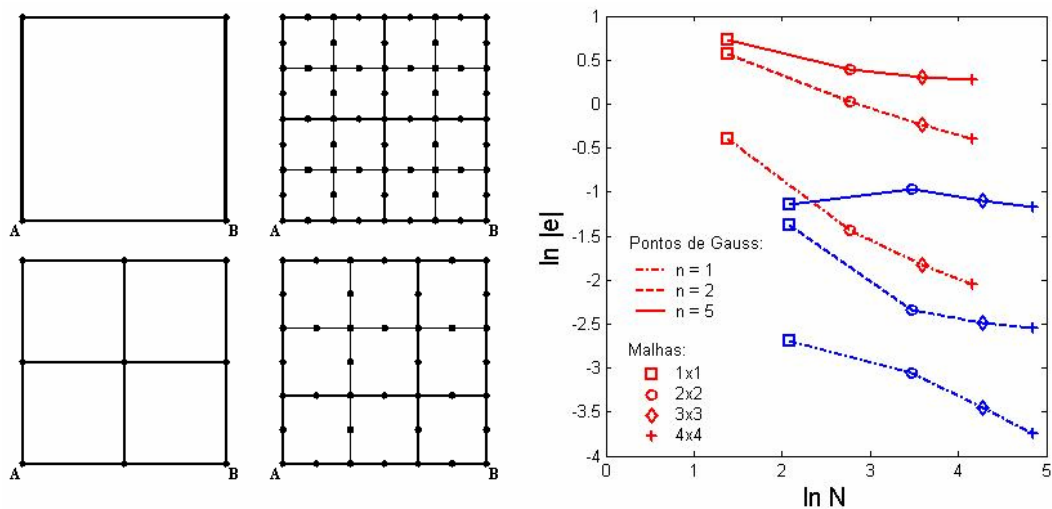 A B
A B
A B
A B
1
0.5
0
-0.5
-1
-1.5
-2
-2.5
-3
-3.5
-4
ln |e|
Pontos de Gauss:
n = 1
n = 2
n = 5
Malhas:
1x1
2x2
3x3
4x4
0 1 2 3 4 5
ln N